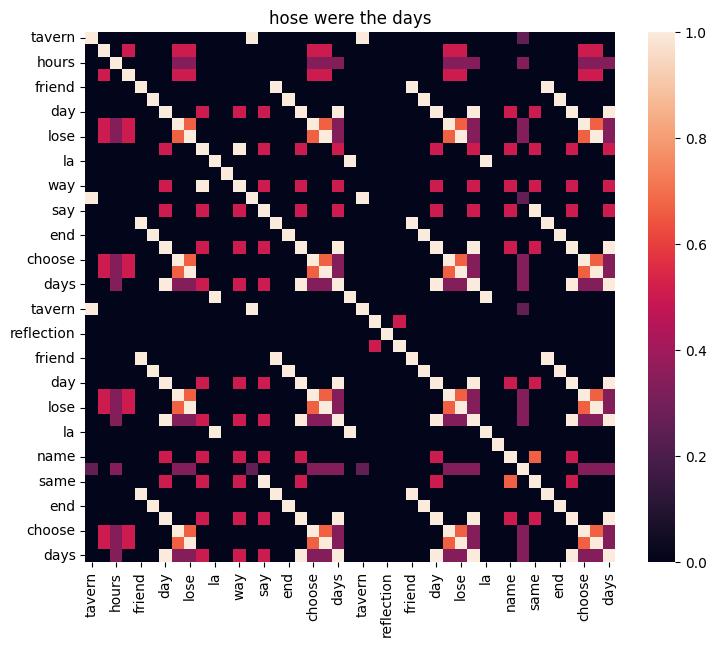 hose were the days
tavern
hours
friend
day
lose
la
way
say
end
choose
days
tavern
reflection
friend
day
lose
la
name
same
end
choose
days
1.0
0.8
0.6
0.4
0.2
0.0
tavern
hours
friend
day
lose
la
way
say
end
choose
days
tavern
reflection
friend
day
lose
la
name
same
end
choose
days